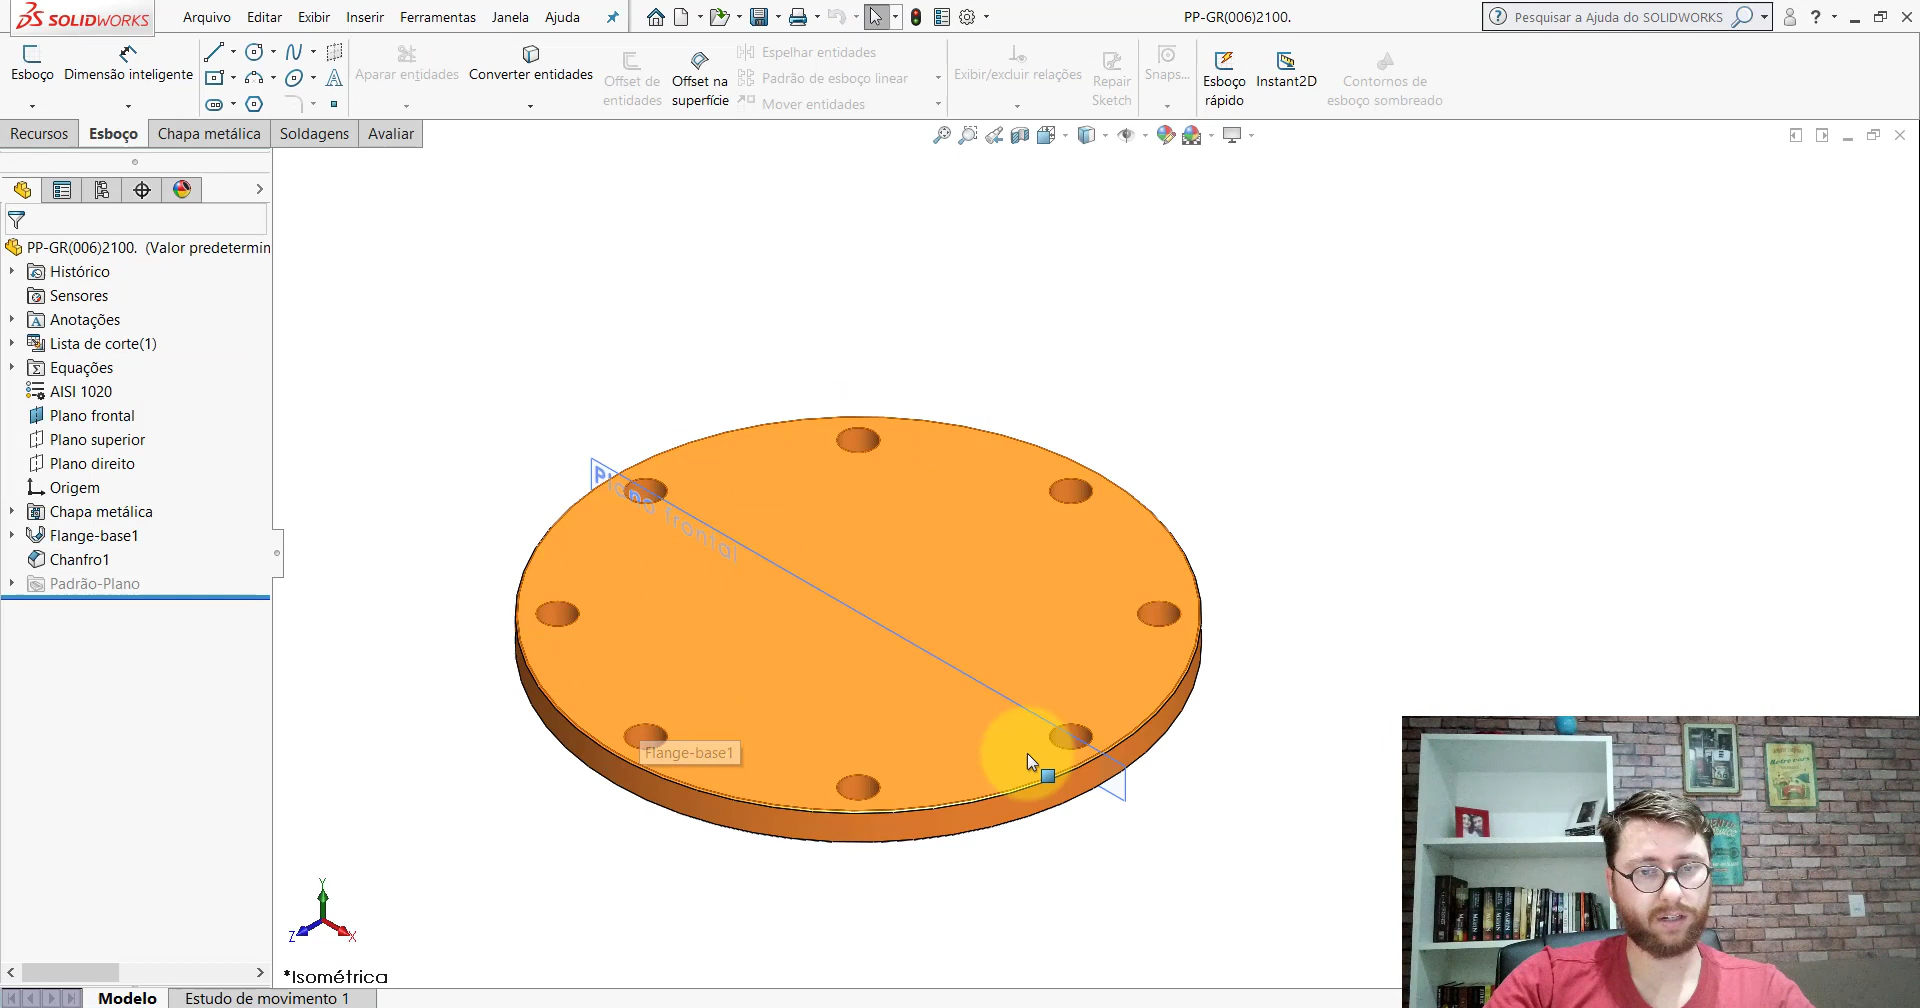 SOLIDWORKS Arquivo Editar Exibir Inserir Ferramentas Janela Ajuda PP-GR(006)2100. Pesquisar a Ajuda do SOLIDWORKS ?
Esboço Dimensão inteligente Aparar entidades Converter entidades Offset de entidades Offset na superfície Espelhar entidades Padrão de esboço linear Mover entidades Exibir/excluir relações Repair Sketch Snaps... Esboço rápido Instant2D Contornos de esboço sombreado
Recursos Esboço Chapa metálica Soldagens Avaliar
PP-GR(006)2100. (Valor predetermin
Histórico
Sensores
Anotações
Lista de corte(1)
Equações
AISI 1020
Plano frontal
Plano superior
Plano direito
Origem
Chapa metálica
Flange-base1
Chanfro1
Padrão-Plano
Plano frontal
Flange-base1
Y
Z
X
*Isométrica
Modelo Estudo de movimento 1